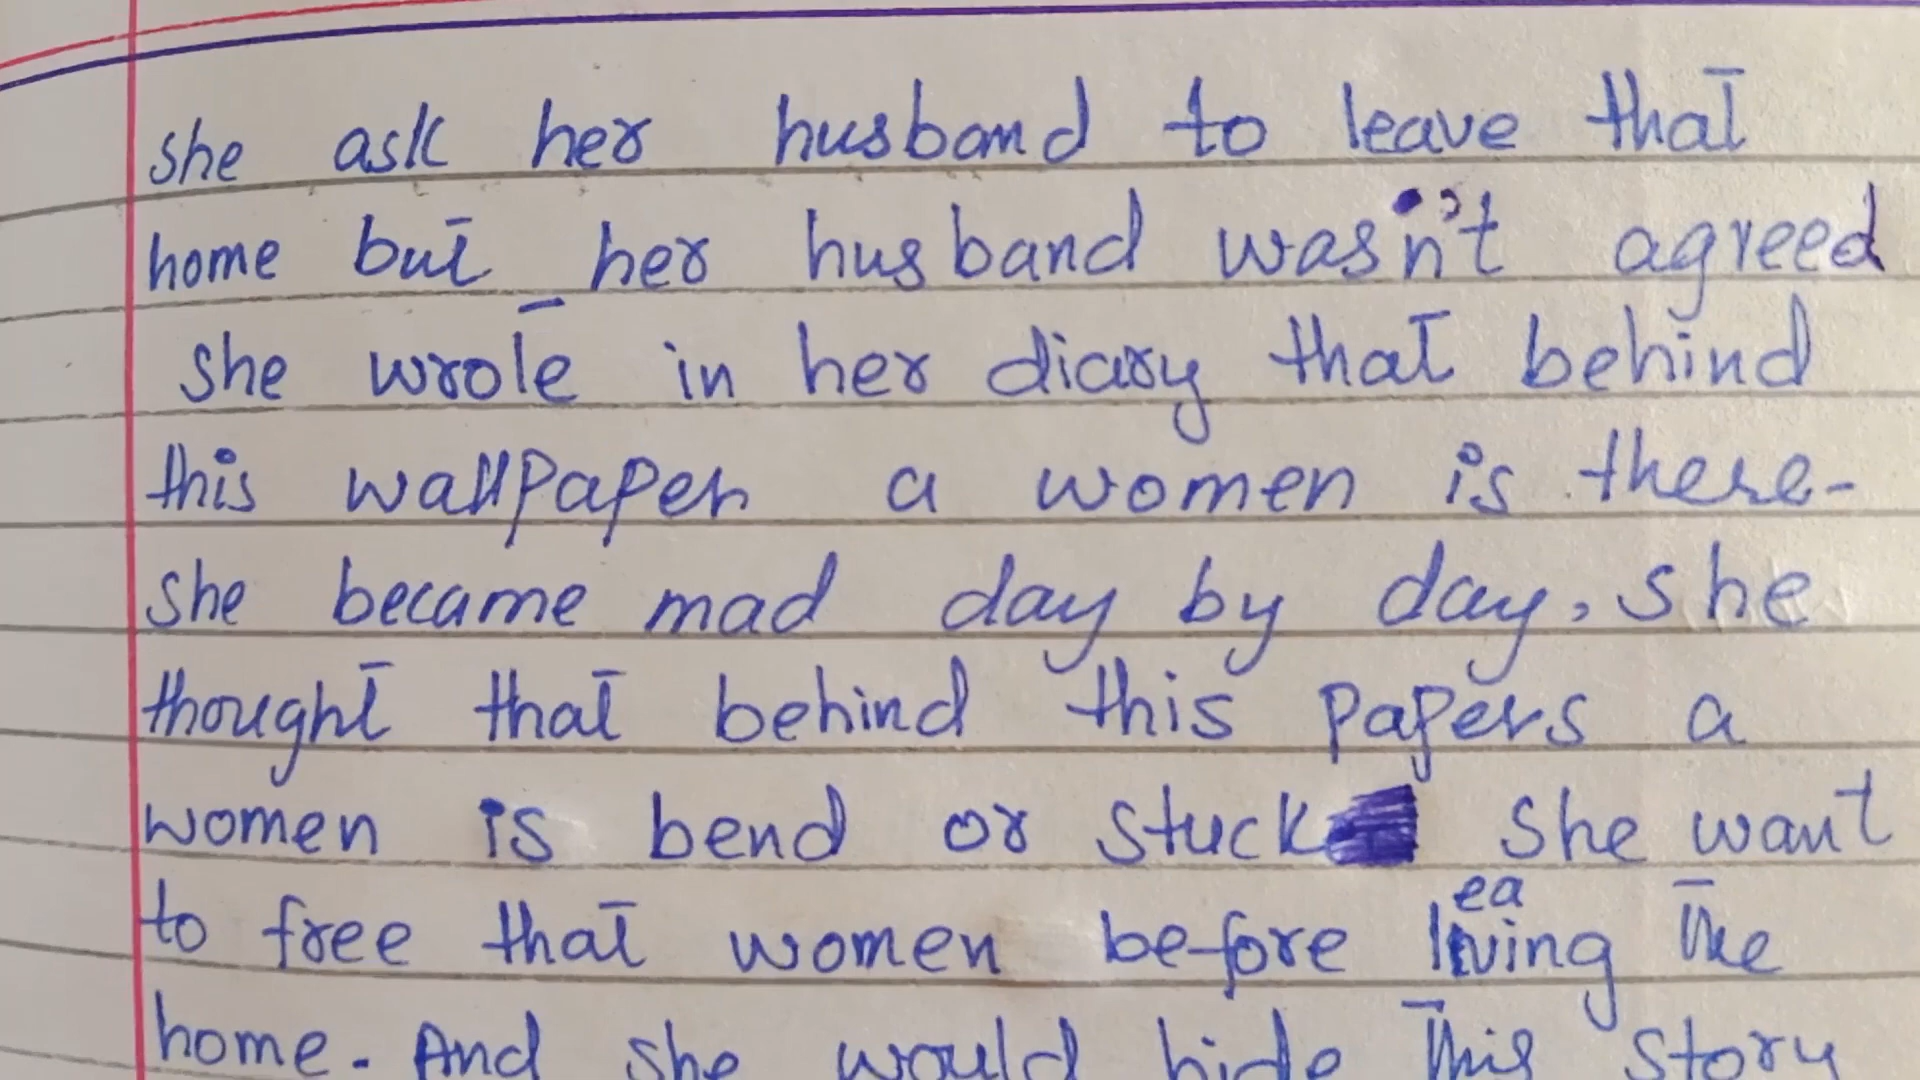 she ask her husband to leave that
home but her husband wasn't agreed
she wrote in her diary that behind
this wallpaper a women is there-
she became mad day by day, she
thought that behind this papers a
women is bend or stuck she want
to free that women before leaving the
home. And she would hide this story